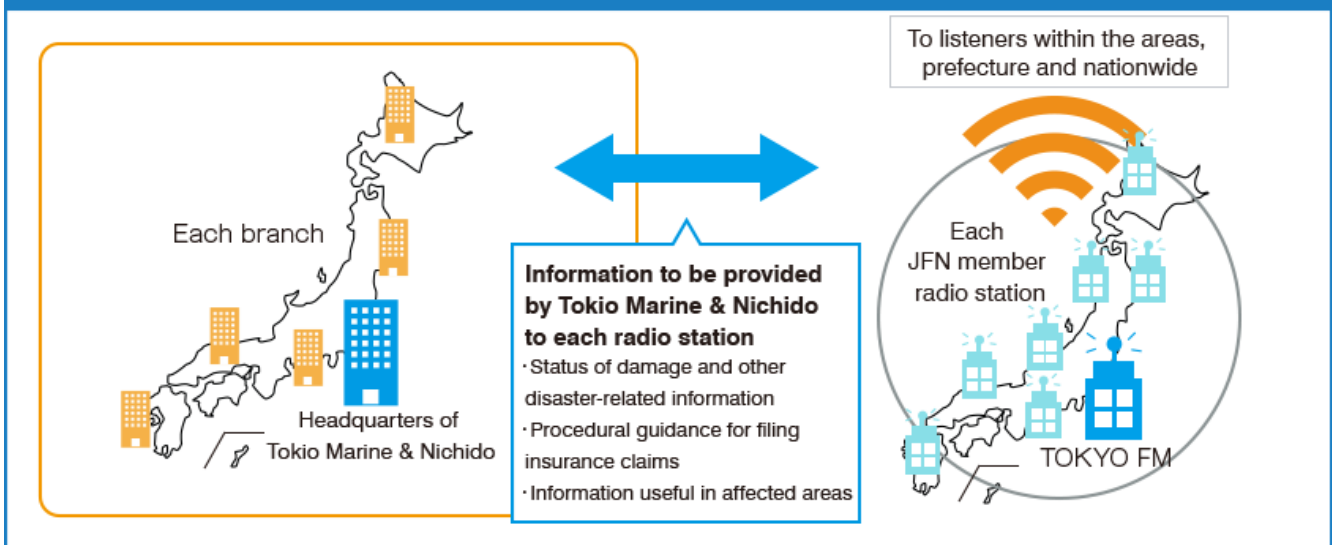 To listeners within the areas,
prefecture and nationwide
Each branch
Headquarters of
Tokio Marine & Nichido
Information to be provided
by Tokio Marine & Nichido
to each radio station
・Status of damage and other
disaster-related information
・Procedural guidance for filing
insurance claims
・Information useful in affected areas
Each
JFN member
radio station
TOKYO FM